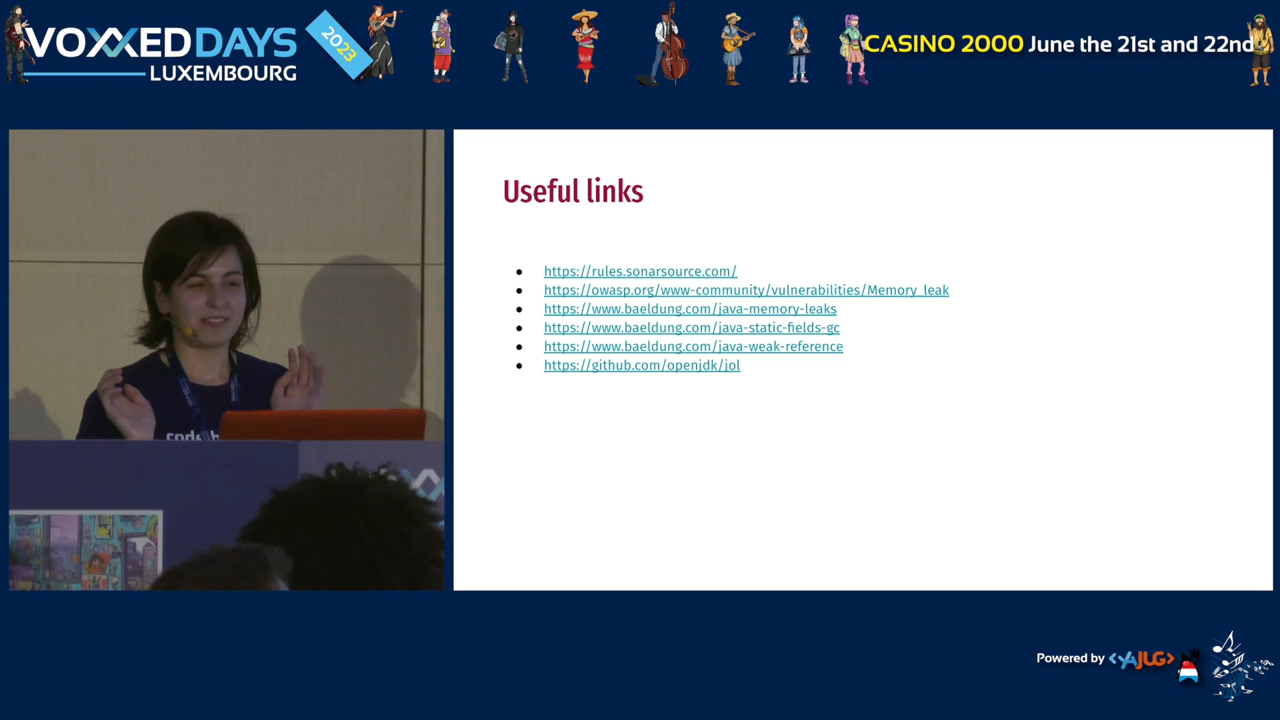 VOXXED DAYS
LUXEMBOURG
2023
CASINO 2000 June the 21st and 22nd
Useful links
https://rules.sonarsource.com/
https://owasp.org/www-community/vulnerabilities/Memory_leak
https://www.baeldung.com/java-memory-leaks
https://www.baeldung.com/java-static-fields-gc
https://www.baeldung.com/java-weak-reference
https://github.com/openjdk/jol
Powered by <YAJUG>